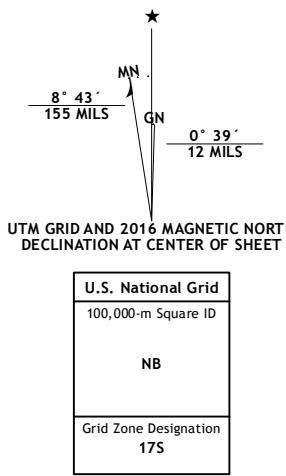 ★
MN
8° 43´
155 MILS
GN
0° 39´
12 MILS
UTM GRID AND 2016 MAGNETIC NORT
DECLINATION AT CENTER OF SHEET
U.S. National Grid
100,000-m Square ID
NB
Grid Zone Designation
17S